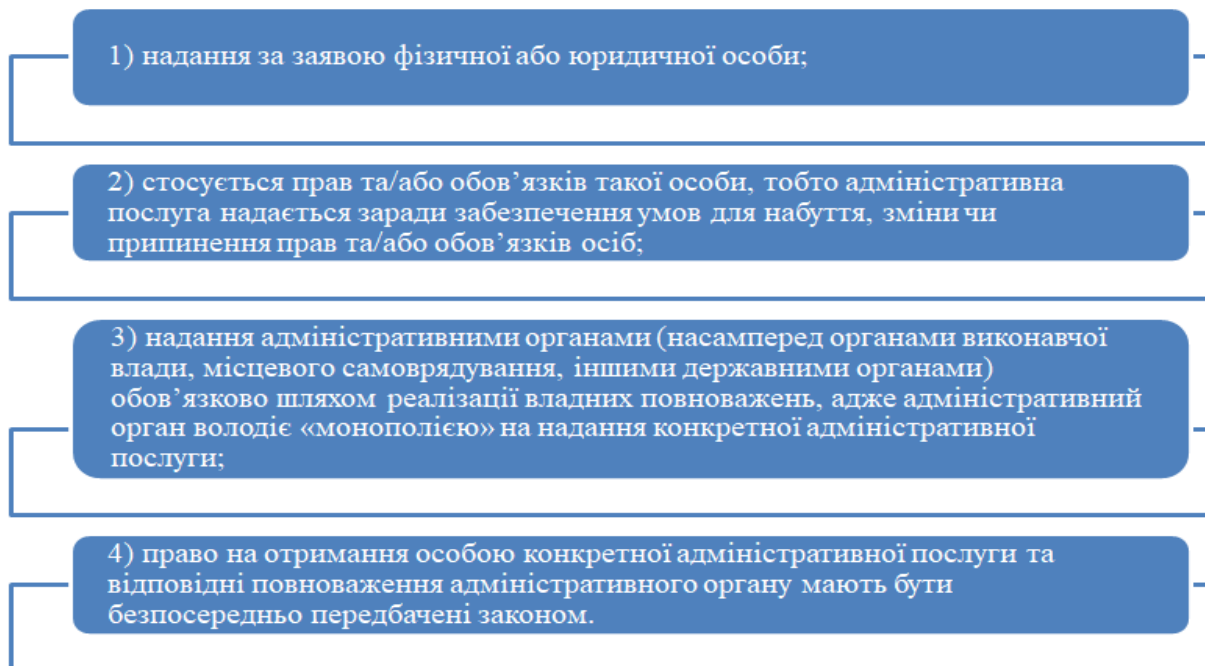 1) надання за заявою фізичної або юридичної особи;
2) стосується прав та/або обов’язків такої особи, тобто адміністративна
послуга надається заради забезпечення умов для набуття, зміни чи
припинення прав та/або обов’язків осіб;
3) надання адміністративними органами (насамперед органами виконавчої
влади, місцевого самоврядування, іншими державними органами)
обов’язково шляхом реалізації владних повноважень, адже адміністративний
орган володіє «монополією» на надання конкретної адміністративної
послуги;
4) право на отримання особою конкретної адміністративної послуги та
відповідні повноваження адміністративного органу мають бути
безпосередньо передбачені законом.